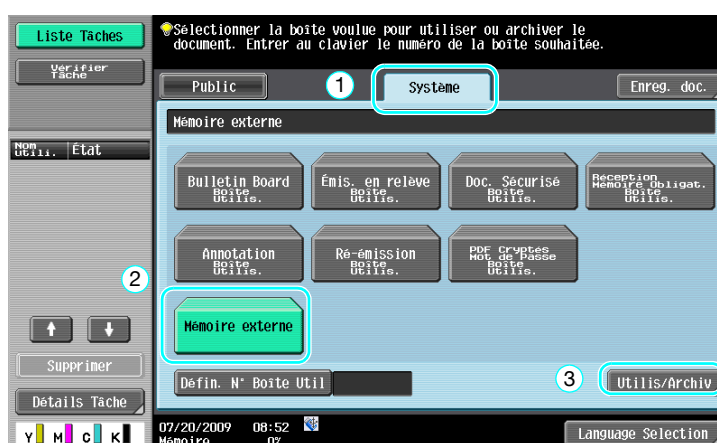 Liste Tâches
Sélectionner la boîte voulue pour utiliser ou archiver le
document. Entrer au clavier le numéro de la boîte souhaitée.
Vérifier
Tâche
Public
1
Système
Enreg. doc.
Mémoire externe
Nom
Utili.
État
Bulletin Board
Boîte
Utilis.
Émis. en relève
Boîte
Utilis.
Doc. Sécurisé
Boîte
Utilis.
Réception
Mémoire Obligat.
Boîte
Utilis.
Annotation
Boîte
Utilis.
Ré-émission
Boîte
Utilis.
PDF Cryptés
Mot de Passe
Boîte
Utilis.
2
Mémoire externe
Supprimer
Défin. N° Boîte Util
3
Utilis/Archiv
Détails Tâche
07/20/2009 08:52
Mémoire 0%
Y M C K
Language Selection